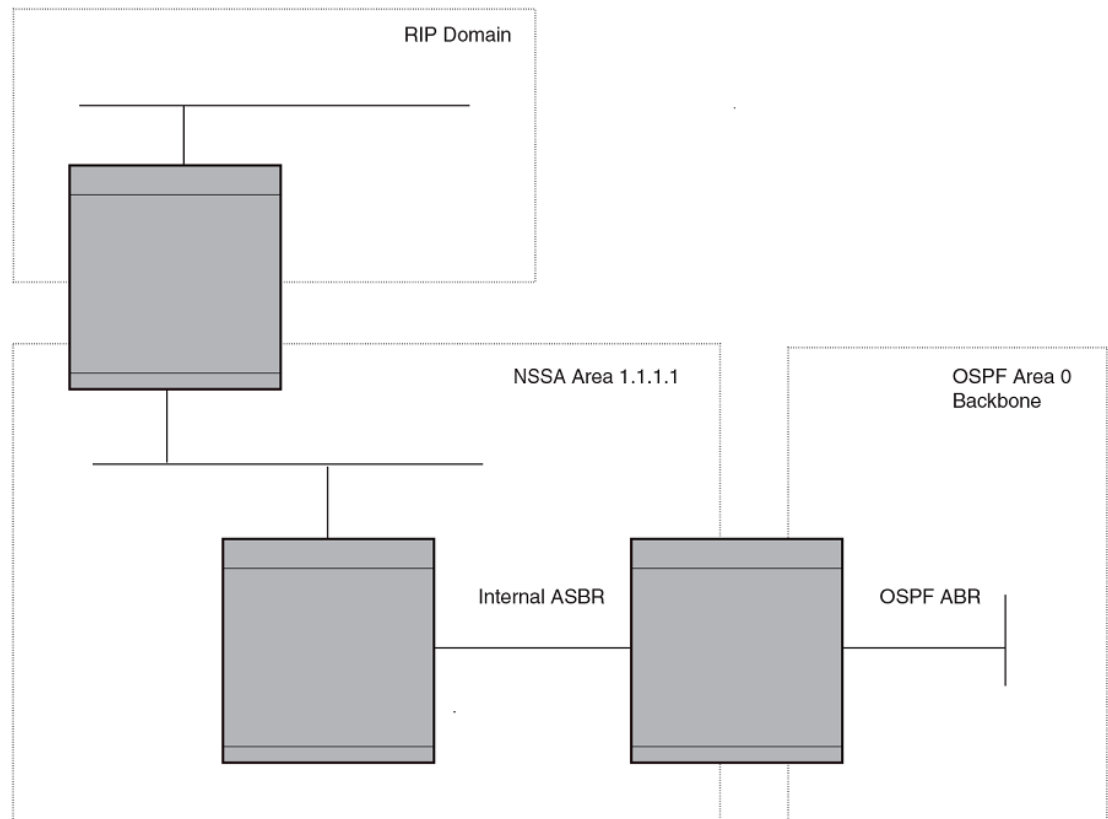 RIP Domain
NSSA Area 1.1.1.1
OSPF Area 0
Backbone
Internal ASBR
OSPF ABR